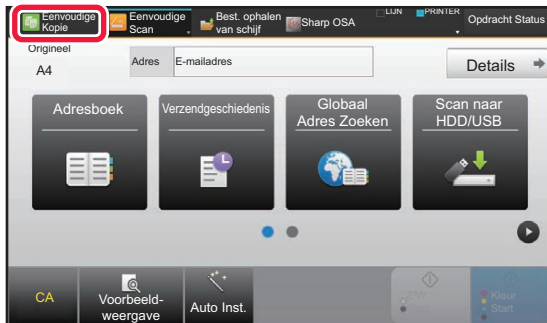 Eenvoudige
Kopie
Eenvoudige
Scan
Best. ophalen
van schijf
Sharp OSA
LIJN
PRINTER
Opdracht Status
Origineel
A4
Adres
E-mailadres
Details
Adresboek
Verzendgeschiedenis
Globaal
Adres Zoeken
Scan naar
HDD/USB
CA
Voorbeeld-
weergave
Auto Inst.
Z/W
Start
Kleur
Start